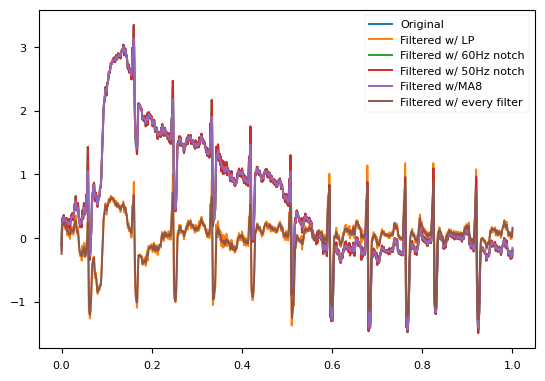 Original
Filtered w/ LP
Filtered w/ 60Hz notch
Filtered w/ 50Hz notch
Filtered w/MA8
Filtered w/ every filter
3
2
1
0
−1
0.0 0.2 0.4 0.6 0.8 1.0